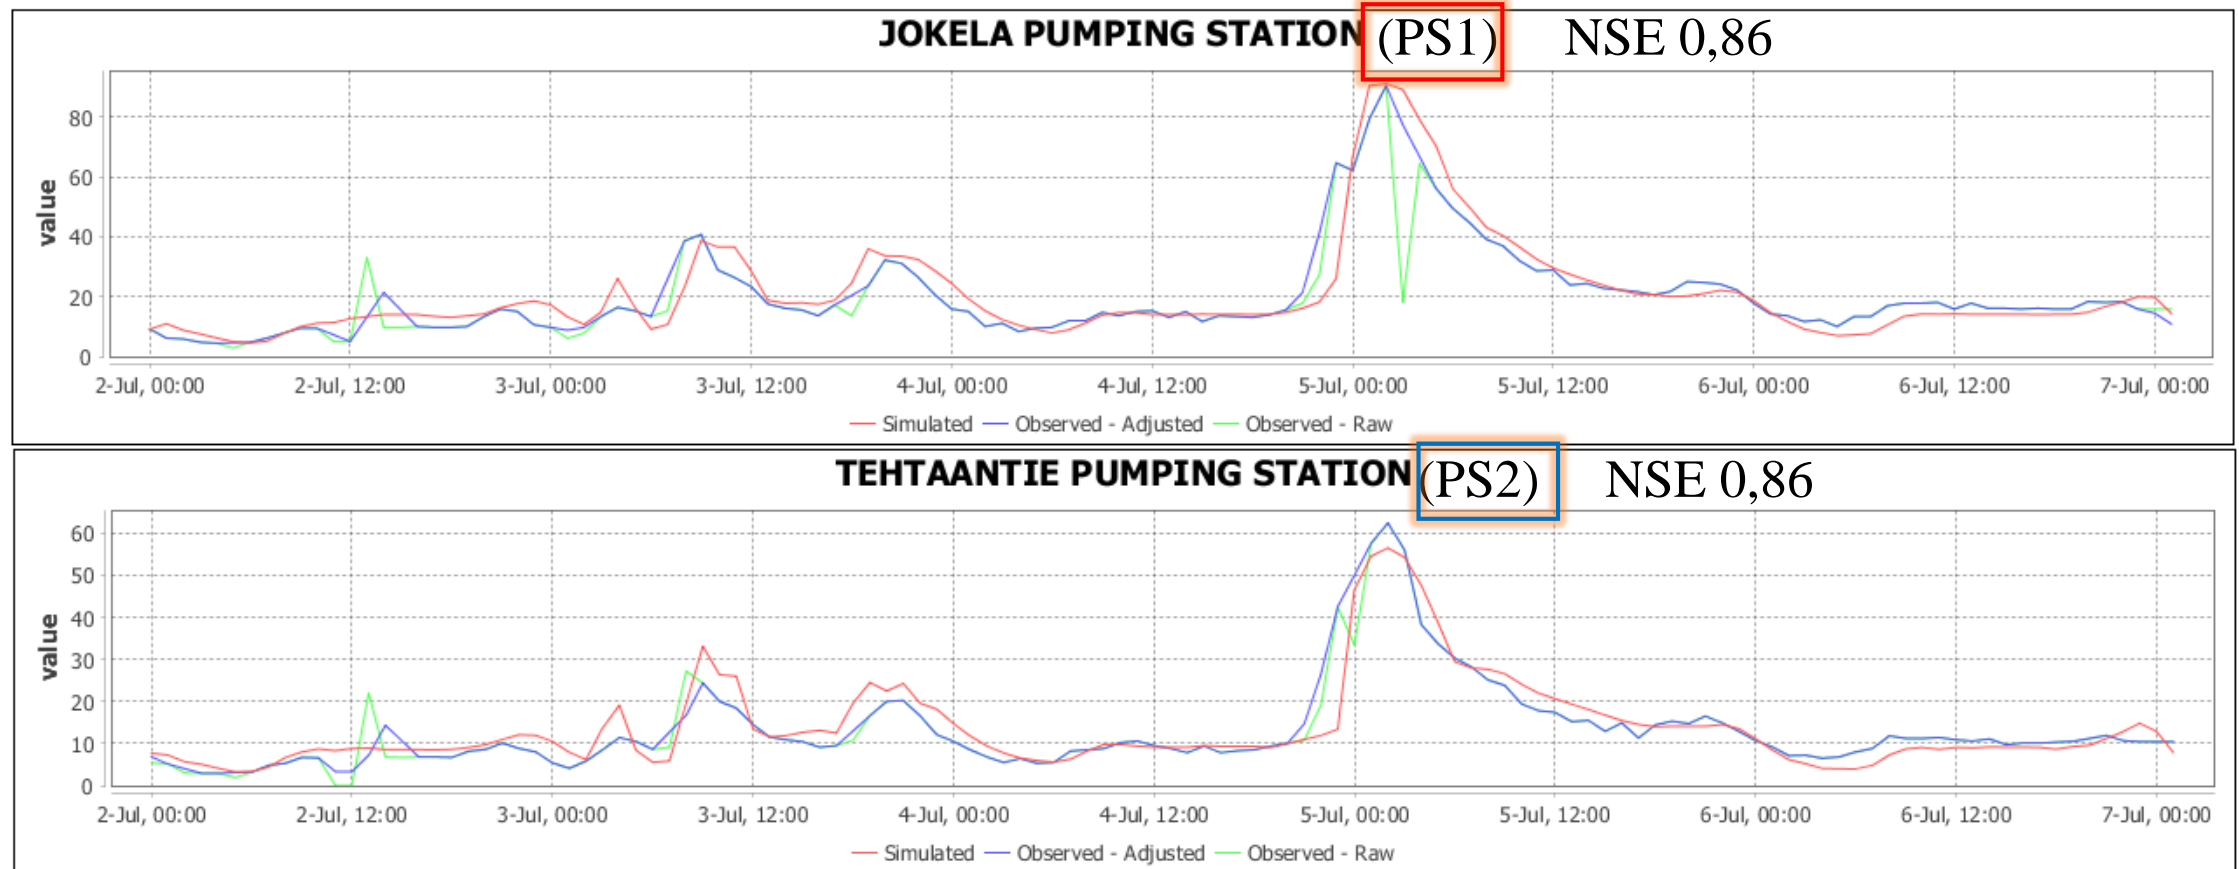 JOKELA PUMPING STATION (PS1) NSE 0,86
value
80
60
40
20
0
2-Jul, 00:00 2-Jul, 12:00 3-Jul, 00:00 3-Jul, 12:00 4-Jul, 00:00 4-Jul, 12:00 5-Jul, 00:00 5-Jul, 12:00 6-Jul, 00:00 6-Jul, 12:00 7-Jul, 00:00
Simulated Observed - Adjusted Observed - Raw
TEHTAANTIE PUMPING STATION (PS2) NSE 0,86
value
60
50
40
30
20
10
0
2-Jul, 00:00 2-Jul, 12:00 3-Jul, 00:00 3-Jul, 12:00 4-Jul, 00:00 4-Jul, 12:00 5-Jul, 00:00 5-Jul, 12:00 6-Jul, 00:00 6-Jul, 12:00 7-Jul, 00:00
Simulated Observed - Adjusted Observed - Raw